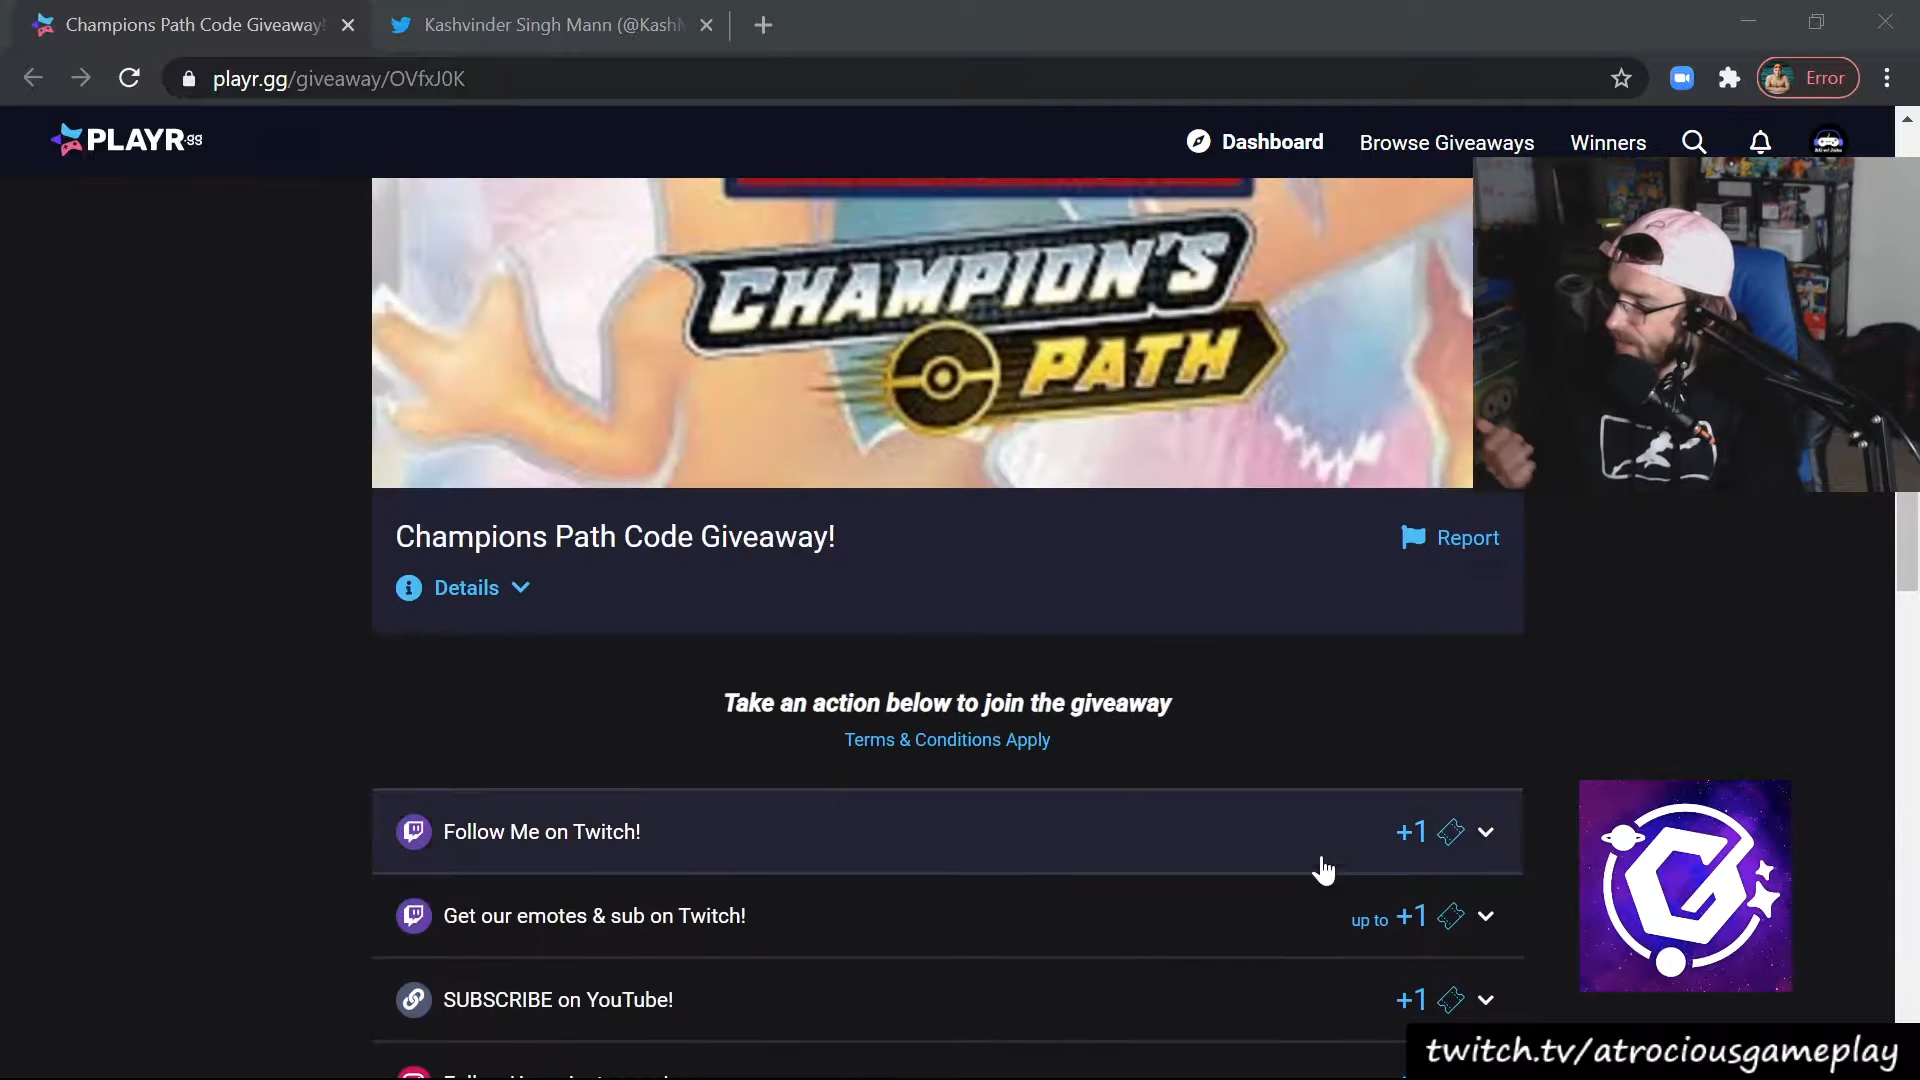 Champions Path Code Giveaway!
Kashvinder Singh Mann (@Kash
playr.gg/giveaway/OVfxJ0K
Error
PLAYR.gg
Dashboard
Browse Giveaways
Winners
CHAMPION'S
PATH
Champions Path Code Giveaway!
Report
Details
Take an action below to join the giveaway
Terms & Conditions Apply
Follow Me on Twitch!
+1
Get our emotes & sub on Twitch!
up to +1
SUBSCRIBE on YouTube!
+1
twitch.tv/atrociousgameplay